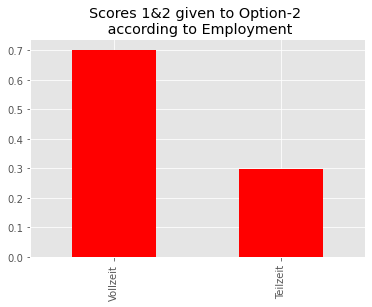 Scores 1&2 given to Option-2
according to Employment
0.7
0.6
0.5
0.4
0.3
0.2
0.1
0.0
Vollzeit
Teilzeit